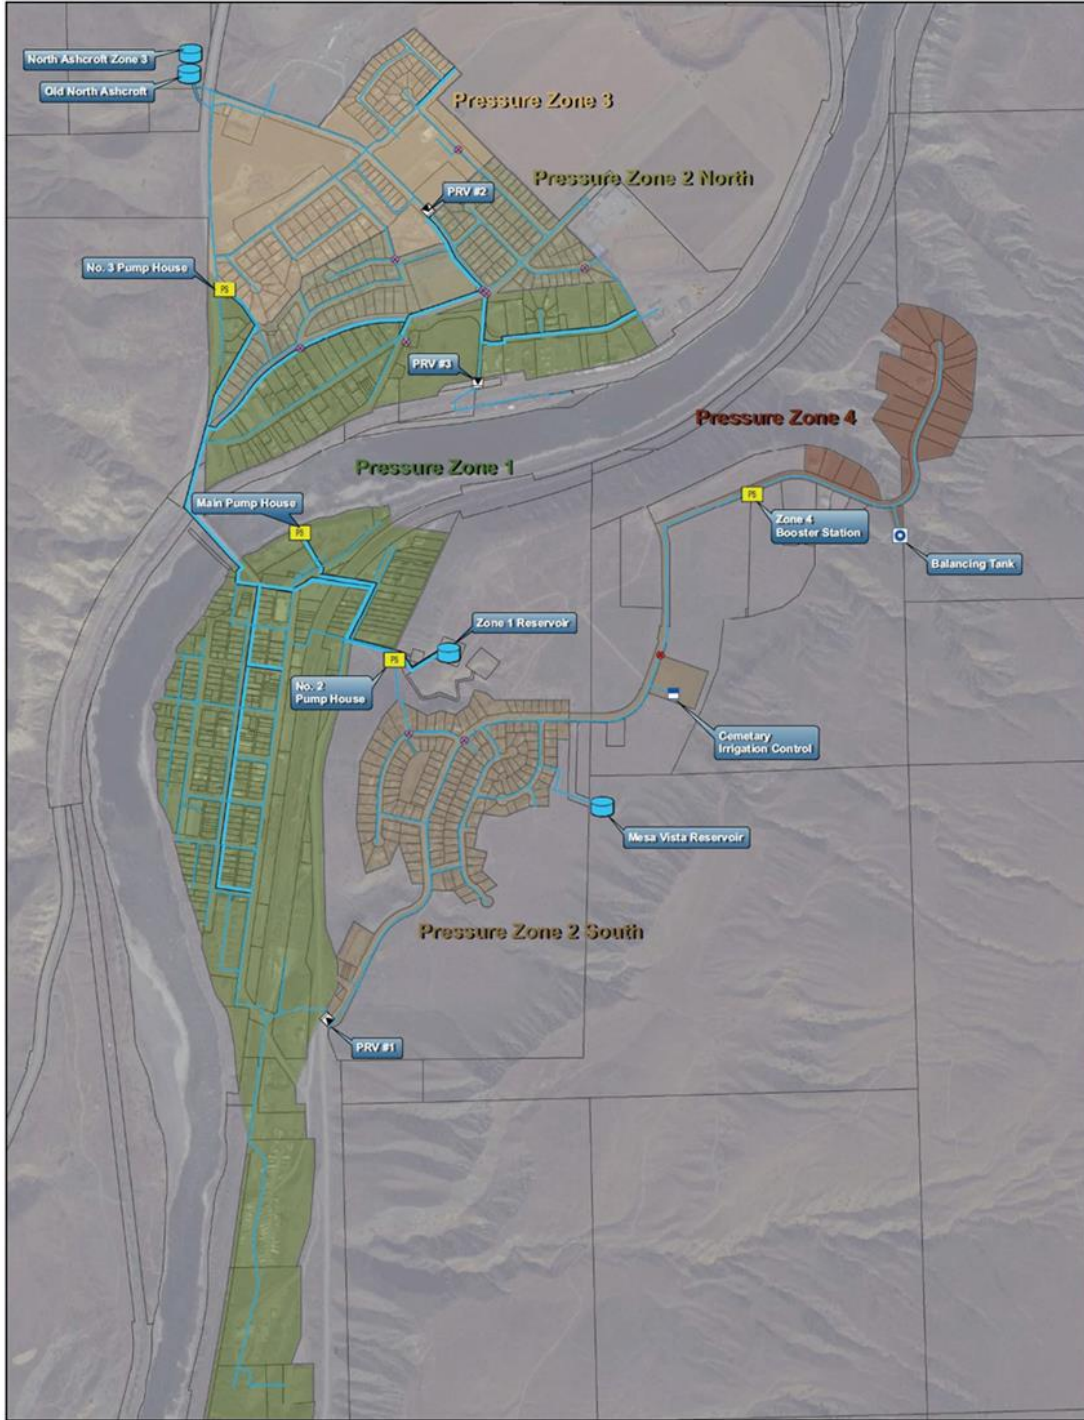 North Ashcroft Zone 3
Old North Ashcroft
Pressure Zone 3
Pressure Zone 2 North
PRV #2
No. 3 Pump House
PS
PRV #3
Pressure Zone 4
Pressure Zone 1
Main Pump House
PS
PS
Zone 4
Booster Station
Balancing Tank
Zone 1 Reservoir
PS
No. 2
Pump House
Cemetary
Irrigation Control
Mesa Vista Reservoir
Pressure Zone 2 South
PRV #1